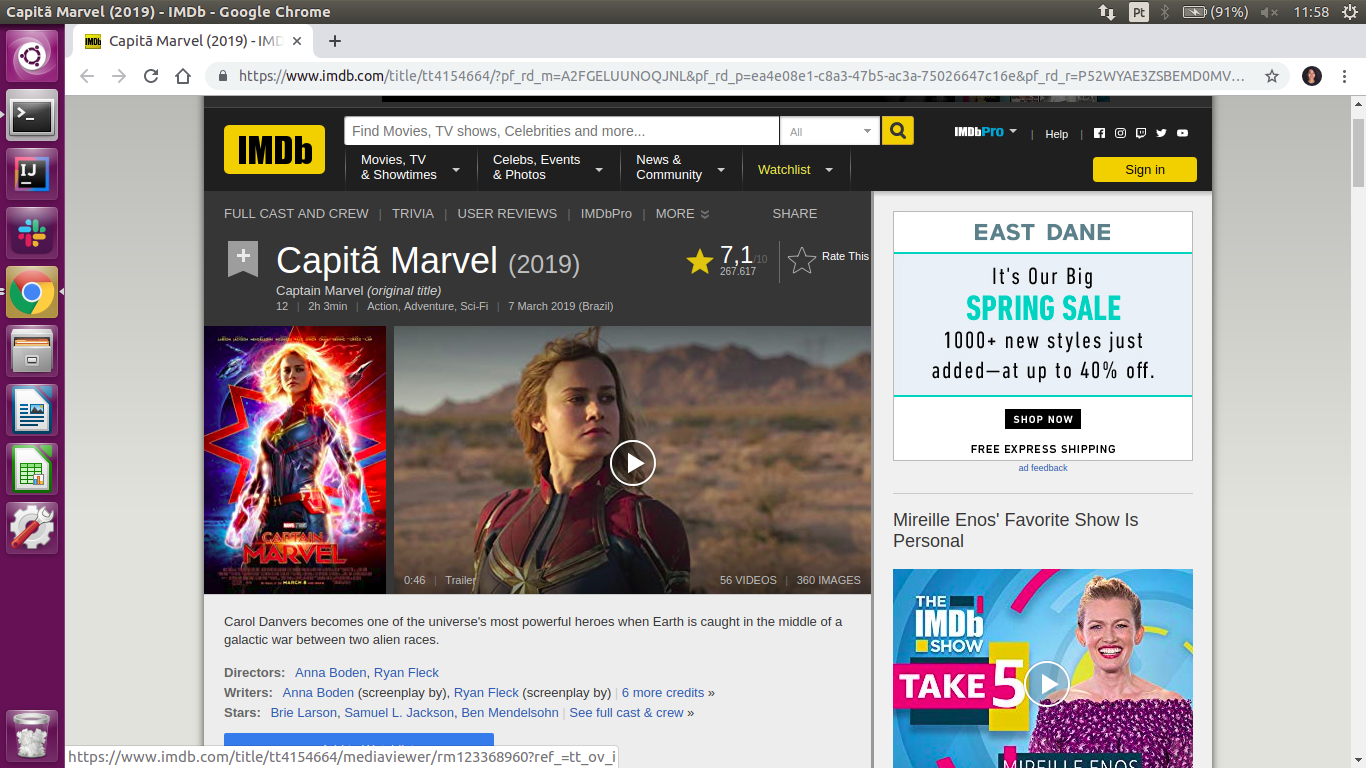 Capitã Marvel (2019) - IMDb - Google Chrome
Pt
(91%)
11:58
Capitã Marvel (2019) - IMD
https://www.imdb.com/title/tt4154664/?pf_rd_m=A2FGELUUNOQJNL&pf_rd_p=ea4e08e1-c8a3-47b5-ac3a-75026647c16e&pf_rd_r=P52WYAE3ZSBEMD0MV...
IMDb
Find Movies, TV shows, Celebrities and more...
All
IMDbPro | Help |
Movies, TV
& Showtimes
Celebs, Events
& Photos
News &
Community
Watchlist
Sign in
FULL CAST AND CREW | TRIVIA | USER REVIEWS | IMDbPro | MORE
SHARE
Capitã Marvel (2019)
7,1/10
267.617
Rate This
Captain Marvel (original title)
12 | 2h 3min | Action, Adventure, Sci-Fi | 7 March 2019 (Brazil)
MARVEL STUDIOS
CAPTAIN
MARVEL
MARCH 8
0:46 | Trailer
56 VIDEOS | 360 IMAGES
Carol Danvers becomes one of the universe's most powerful heroes when Earth is caught in the middle of a
galactic war between two alien races.
Directors: Anna Boden, Ryan Fleck
Writers: Anna Boden (screenplay by), Ryan Fleck (screenplay by) | 6 more credits »
Stars: Brie Larson, Samuel L. Jackson, Ben Mendelsohn | See full cast & crew »
EAST DANE
It's Our Big
SPRING SALE
1000+ new styles just
added—at up to 40% off.
SHOP NOW
FREE EXPRESS SHIPPING
ad feedback
Mireille Enos' Favorite Show Is
Personal
THE
IMDb
SHOW
TAKE 5
MIREILLE ENOS
https://www.imdb.com/title/tt4154664/mediaviewer/rm123368960?ref_=tt_ov_i